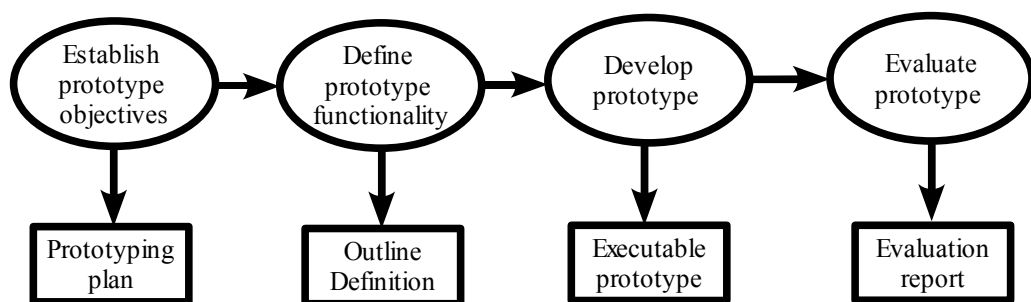 Establish
prototype
objectives
Define
prototype
functionality
Develop
prototype
Evaluate
prototype
Prototyping
plan
Outline
Definition
Executable
prototype
Evaluation
report